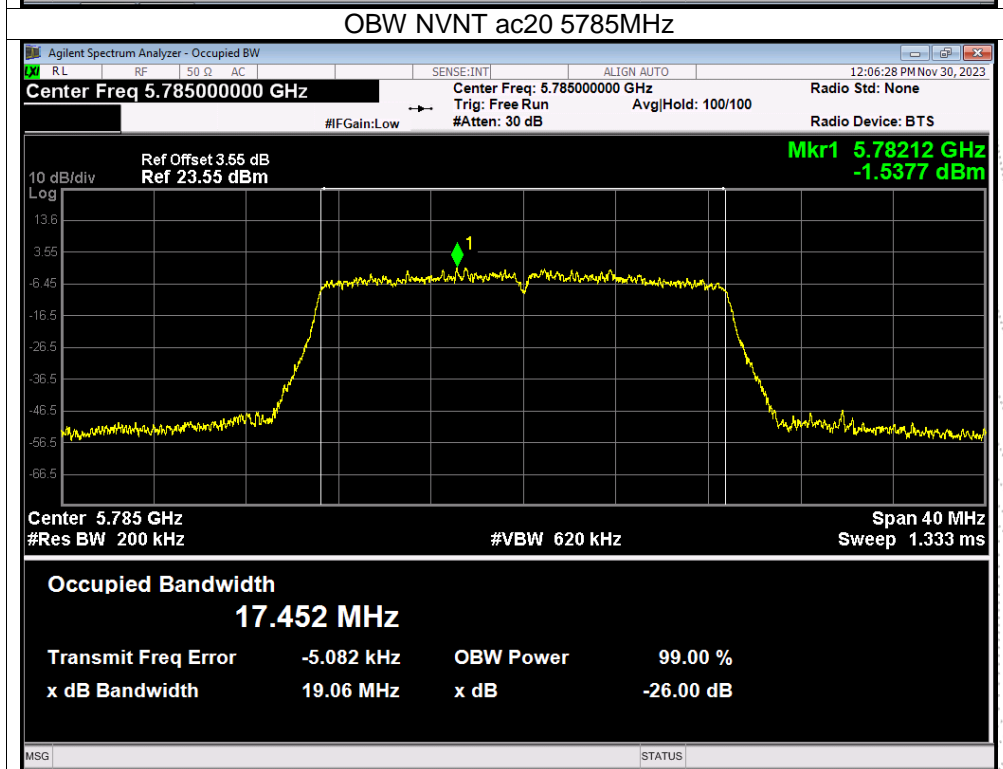 OBW NVNT ac20 5785MHz
Agilent Spectrum Analyzer - Occupied BW
LXI RL RF 50 Ω AC SENSE:INT ALIGN AUTO 12:06:28 PM Nov 30, 2023
Center Freq 5.785000000 GHz Center Freq: 5.785000000 GHz Radio Std: None
Trig: Free Run Avg|Hold: 100/100
#IFGain:Low #Atten: 30 dB Radio Device: BTS
Mkr1 5.78212 GHz
-1.5377 dBm
Ref Offset 3.55 dB
10 dB/div Ref 23.55 dBm
Log
13.6
3.55
-6.45
-16.5
-26.5
-36.5
-46.5
-56.5
-66.5
1
Center 5.785 GHz Span 40 MHz
#Res BW 200 kHz #VBW 620 kHz Sweep 1.333 ms
Occupied Bandwidth
17.452 MHz
Transmit Freq Error -5.082 kHz OBW Power 99.00 %
x dB Bandwidth 19.06 MHz x dB -26.00 dB
MSG STATUS